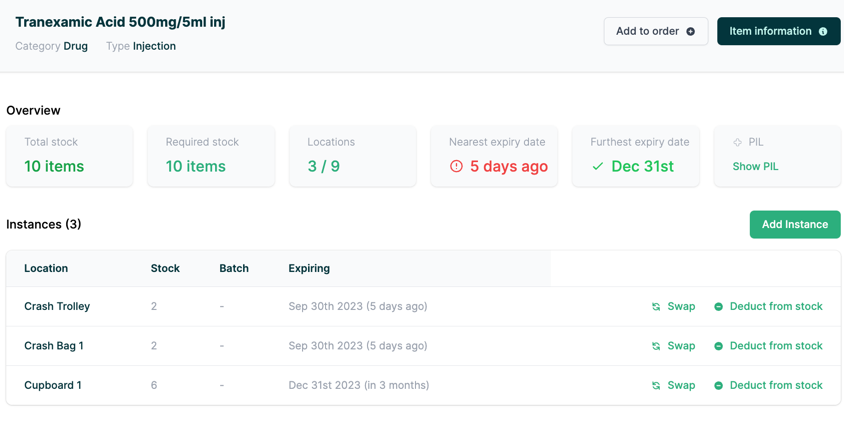 Tranexamic Acid 500mg/5ml inj
Category Drug Type Injection
Add to order
Item information
Overview
Total stock
10 items
Required stock
10 items
Locations
3 / 9
Nearest expiry date
5 days ago
Furthest expiry date
Dec 31st
PIL
Show PIL
Instances (3)
Add Instance
Location Stock Batch Expiring
Crash Trolley 2 - Sep 30th 2023 (5 days ago) Swap Deduct from stock
Crash Bag 1 2 - Sep 30th 2023 (5 days ago) Swap Deduct from stock
Cupboard 1 6 - Dec 31st 2023 (in 3 months) Swap Deduct from stock